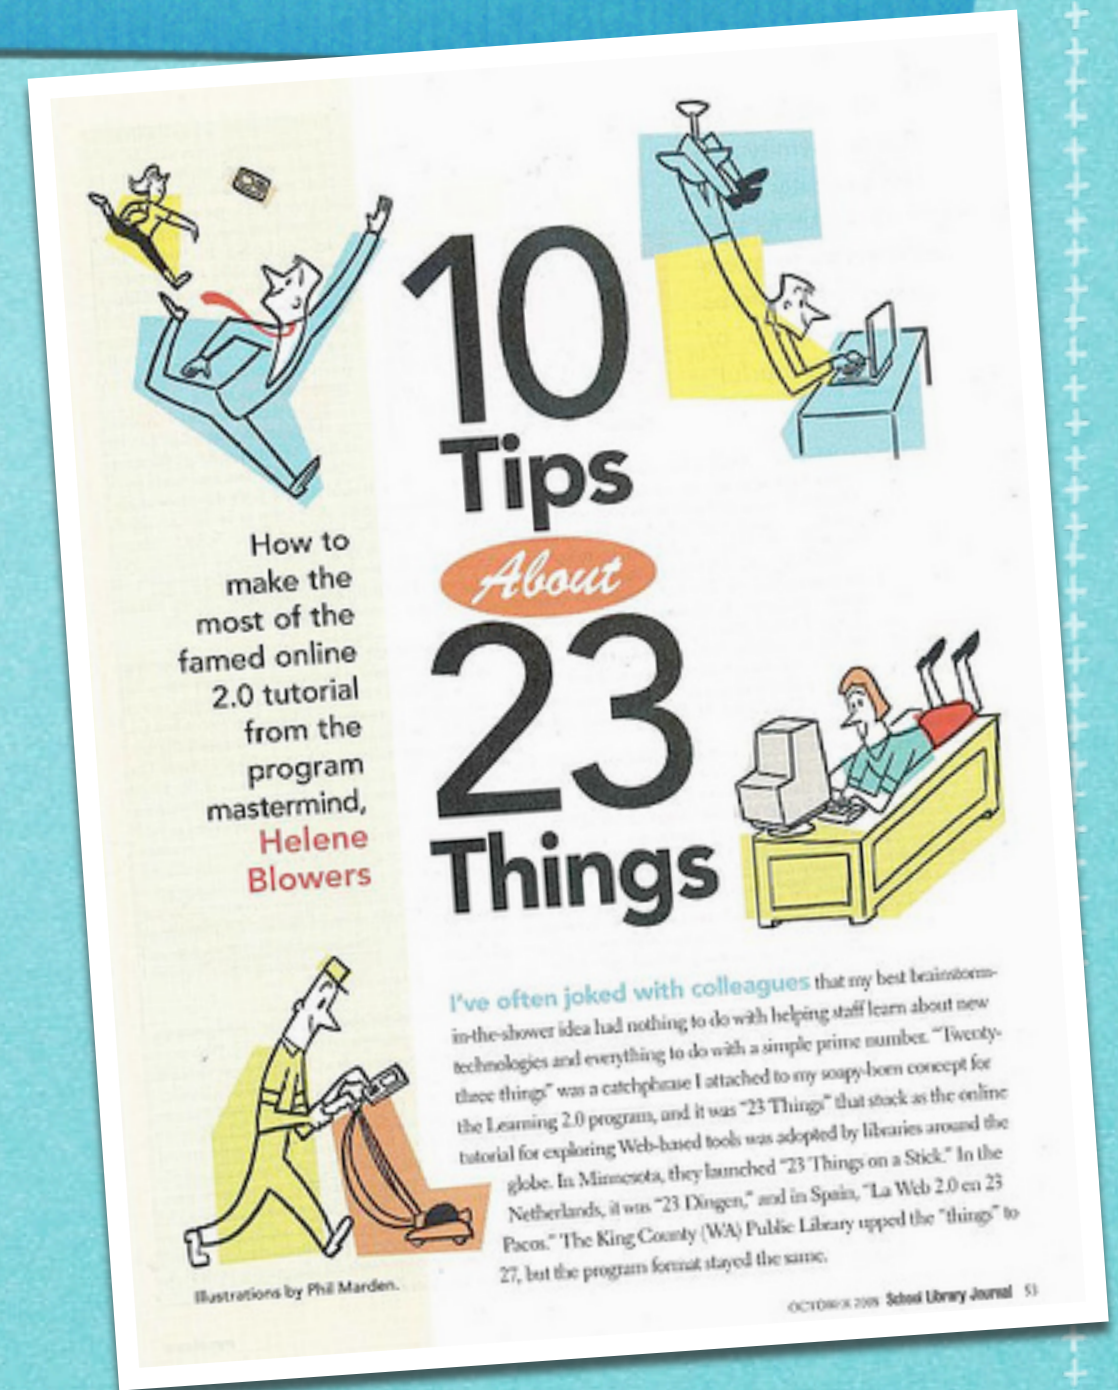 10
Tips
About
23
Things
How to
make the
most of the
famed online
2.0 tutorial
from the
program
mastermind,
Helene
Blowers
I've often joked with colleagues that my best brainstorm-
in-the-shower idea had nothing to do with helping staff learn about new
technologies and everything to do with a simple prime number. "Twenty-
three things" was a catchphrase I attached to my soapy-born concept for
the Learning 2.0 program, and it was "23 Things" that stuck as the online
tutorial for exploring Web-based tools was adopted by libraries around the
globe. In Minnesota, they launched "23 Things on a Stick." In the
Netherlands, it was "23 Dingen," and in Spain, "La Web 2.0 en 23
Pacos." The King County (WA) Public Library upped the "things" to
27, but the program format stayed the same.
Illustrations by Phil Marden.
OCTOBER School Library Journal 53